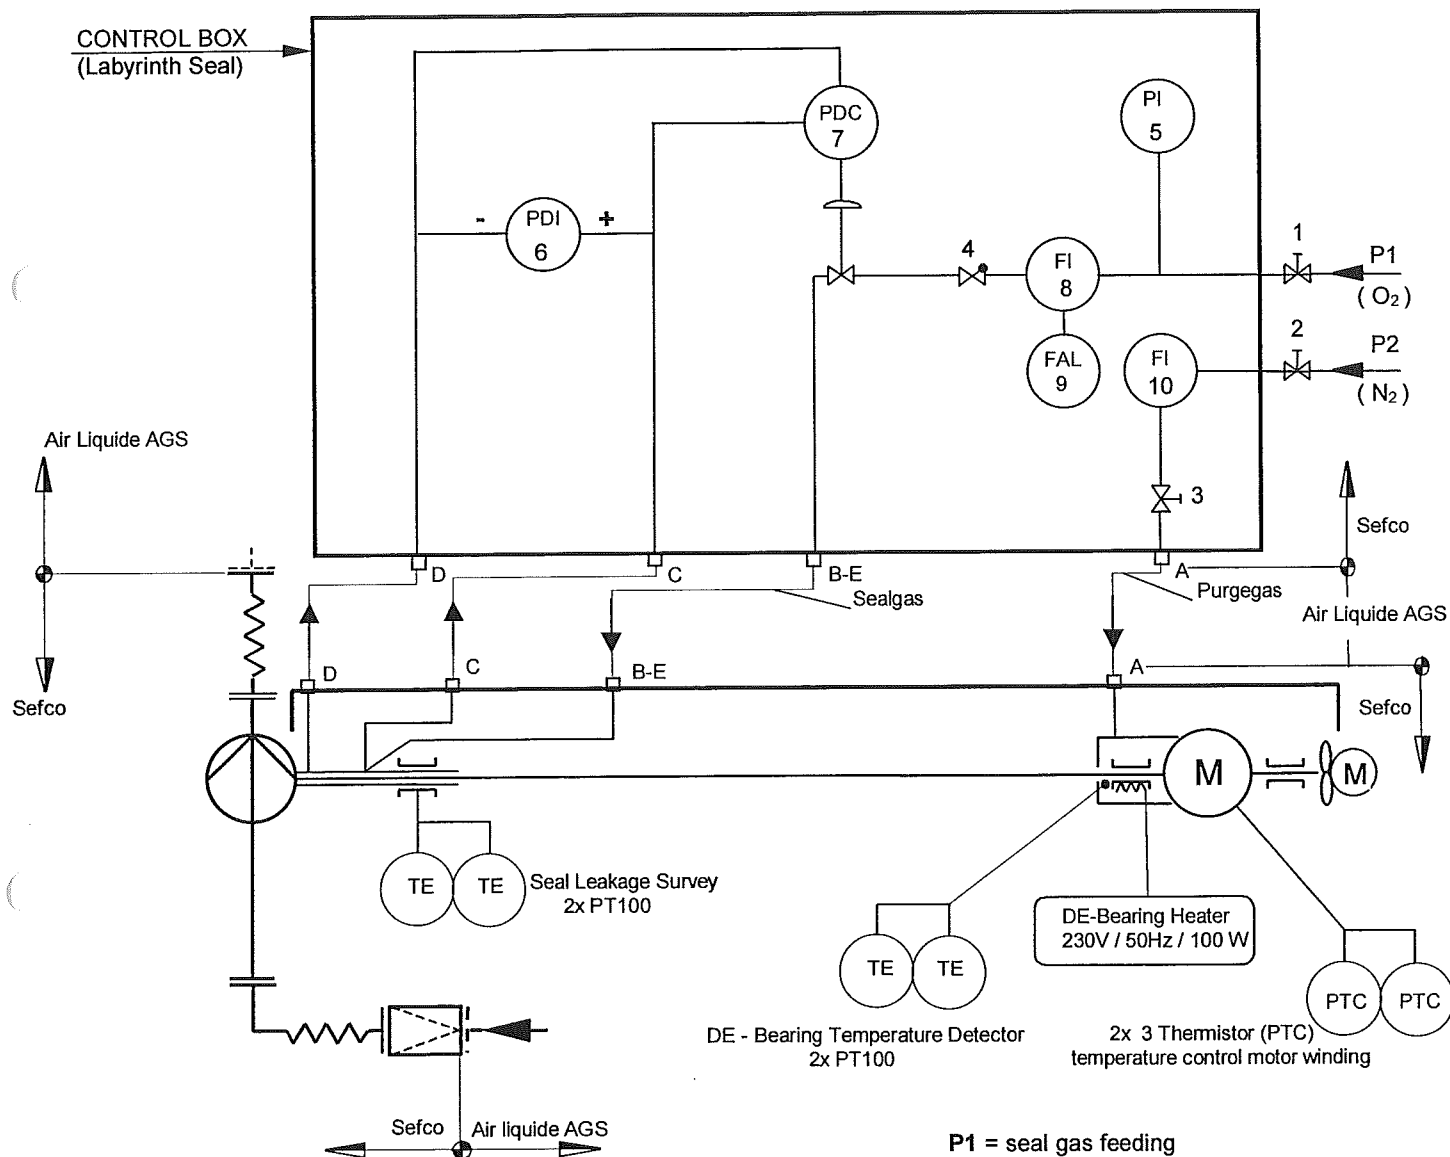 CONTROL BOX
(Labyrinth Seal)
PDC
7
PI
5
-
PDI
6
+
4
FI
8
1
P1
( O₂ )
FAL
9
FI
10
2
P2
( N₂ )
3
Air Liquide AGS
Sefco
D
C
B-E
A
Sealgas
Purgegas
Sefco
Air Liquide AGS
Sefco
D
C
B-E
A
M
M
TE
TE
Seal Leakage Survey
2x PT100
DE-Bearing Heater
230V / 50Hz / 100 W
TE
TE
PTC
PTC
DE - Bearing Temperature Detector
2x PT100
2x 3 Thermistor (PTC)
temperature control motor winding
Sefco
Air liquide AGS
P1 = seal gas feeding